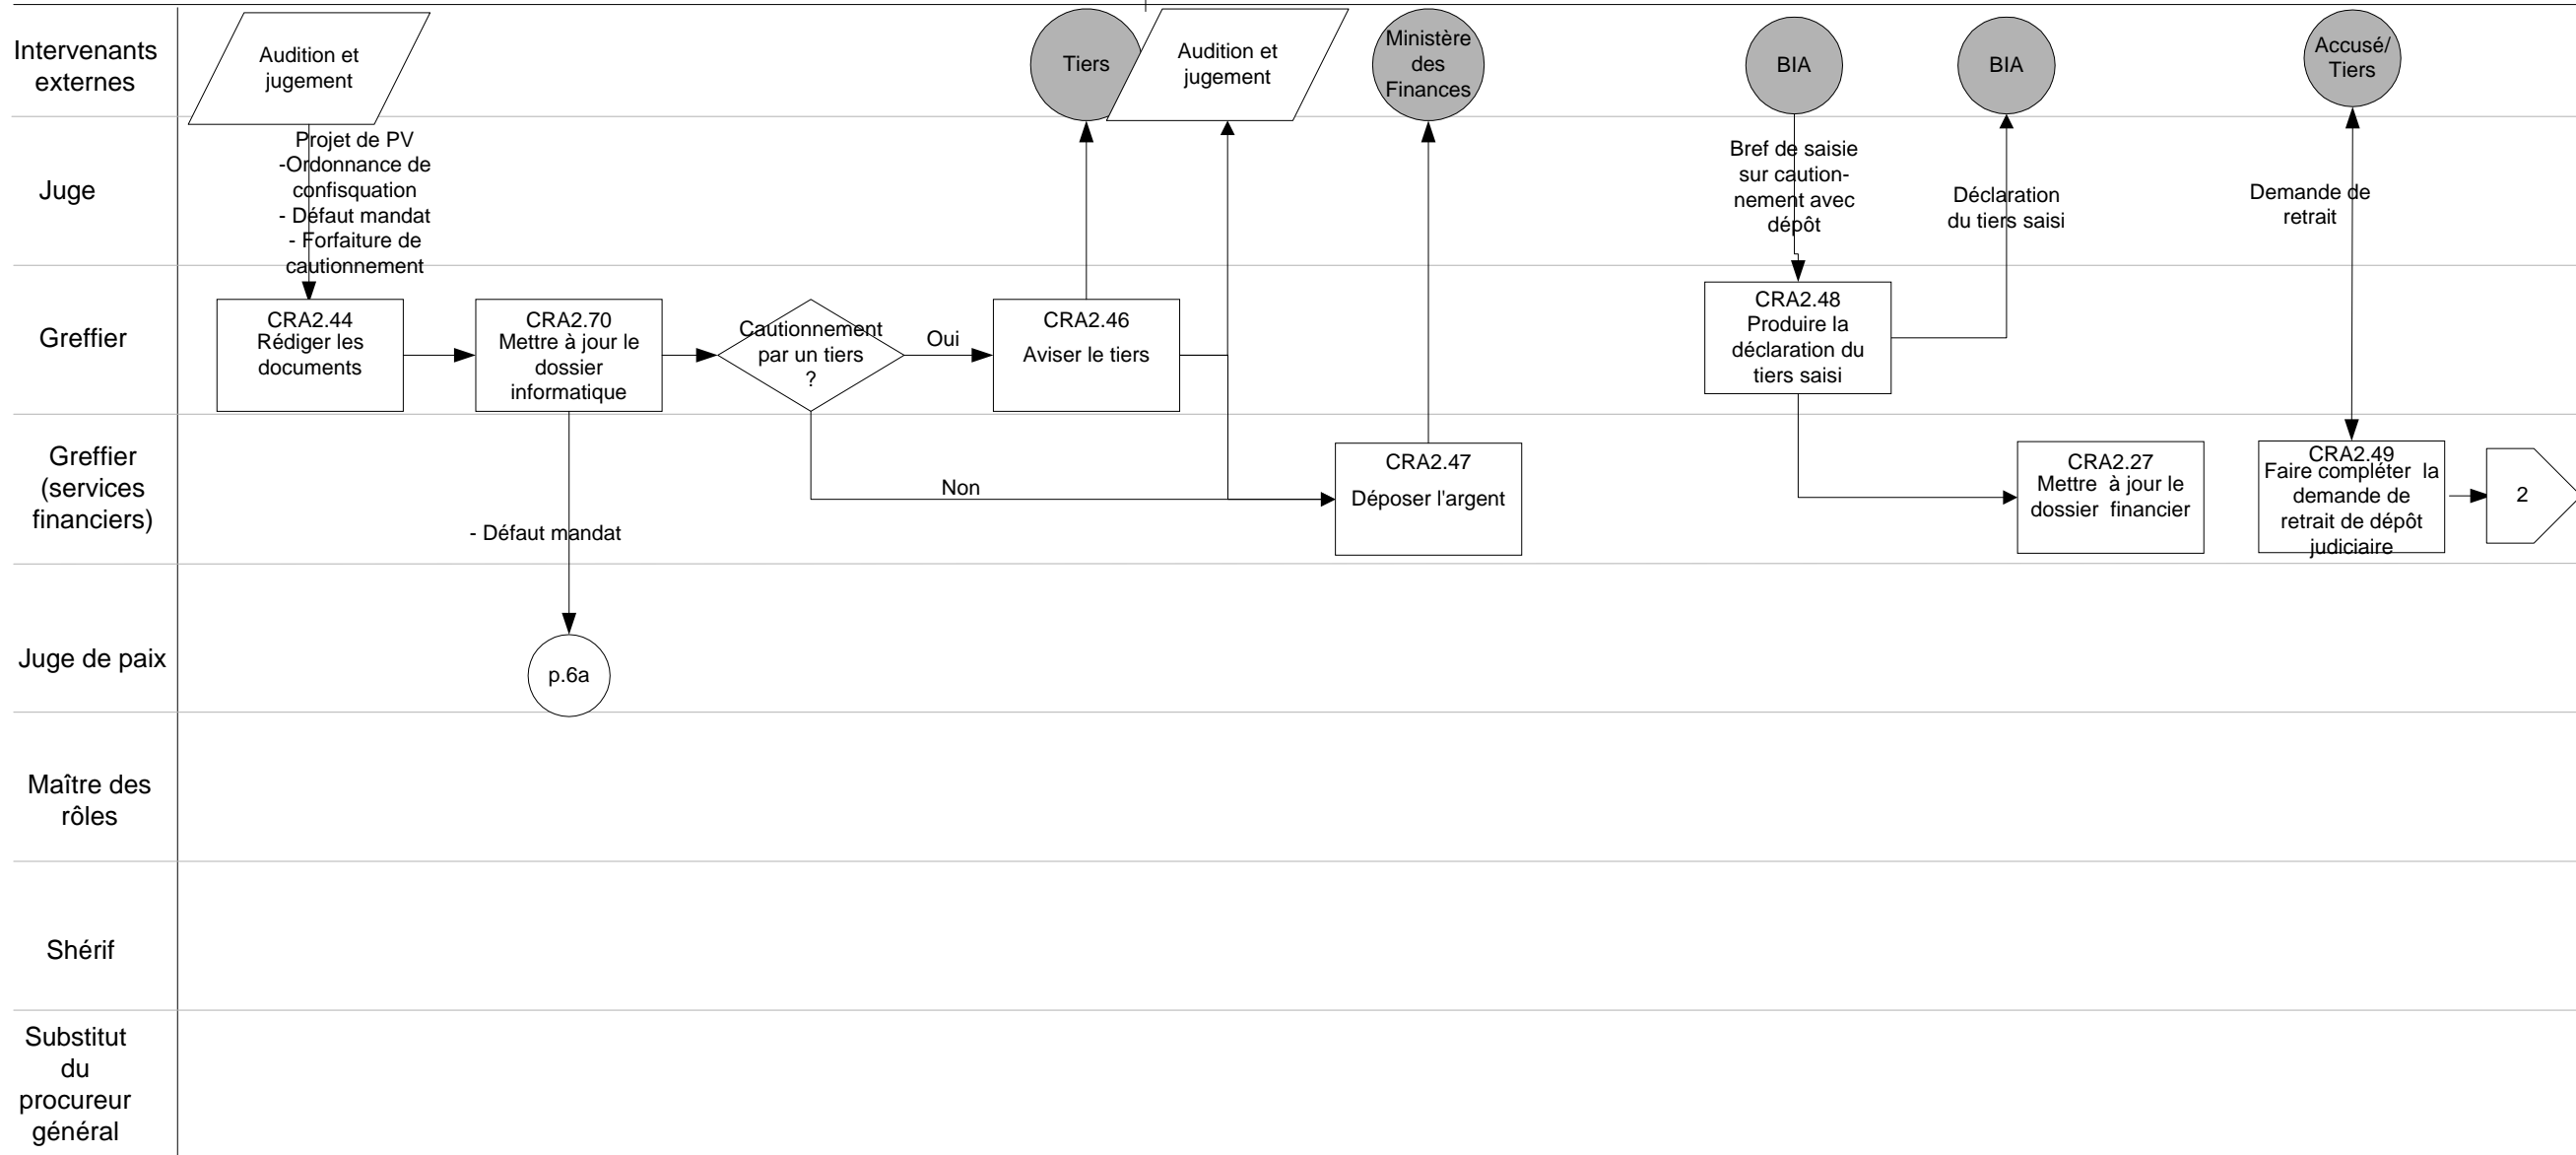 Intervenants
externes
Audition et
jugement
Tiers
Audition et
jugement
Ministère
des
Finances
BIA
BIA
Accusé/
Tiers
Juge
Projet de PV
-Ordonnance de
confisquation
- Défaut mandat
- Forfaiture de
cautionnement
Bref de saisie
sur caution-
nement avec
dépôt
Déclaration
du tiers saisi
Demande de
retrait
Greffier
CRA2.44
Rédiger les
documents
CRA2.70
Mettre à jour le
dossier
informatique
Cautionnement
par un tiers
?
Oui
CRA2.46
Aviser le tiers
CRA2.48
Produire la
déclaration du
tiers saisi
Greffier
(services
financiers)
- Défaut mandat
Non
CRA2.47
Déposer l'argent
CRA2.27
Mettre à jour le
dossier financier
CRA2.49
Faire compléter la
demande de
retrait de dépôt
judiciaire
2
Juge de paix
p.6a
Maître des
rôles
Shérif
Substitut
du
procureur
général